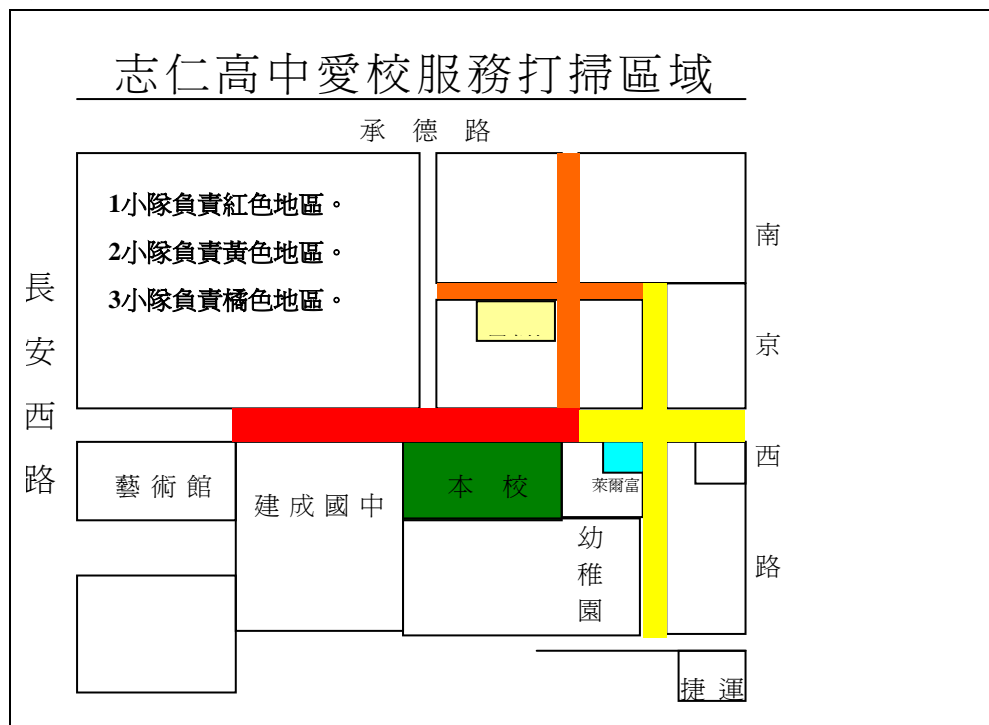 志仁高中愛校服務打掃區域
承德路
1小隊負責紅色地區。
2小隊負責黃色地區。
3小隊負責橘色地區。
長安西路
南京西路
藝術館
建成國中
本校
萊爾富
幼稚園
捷運